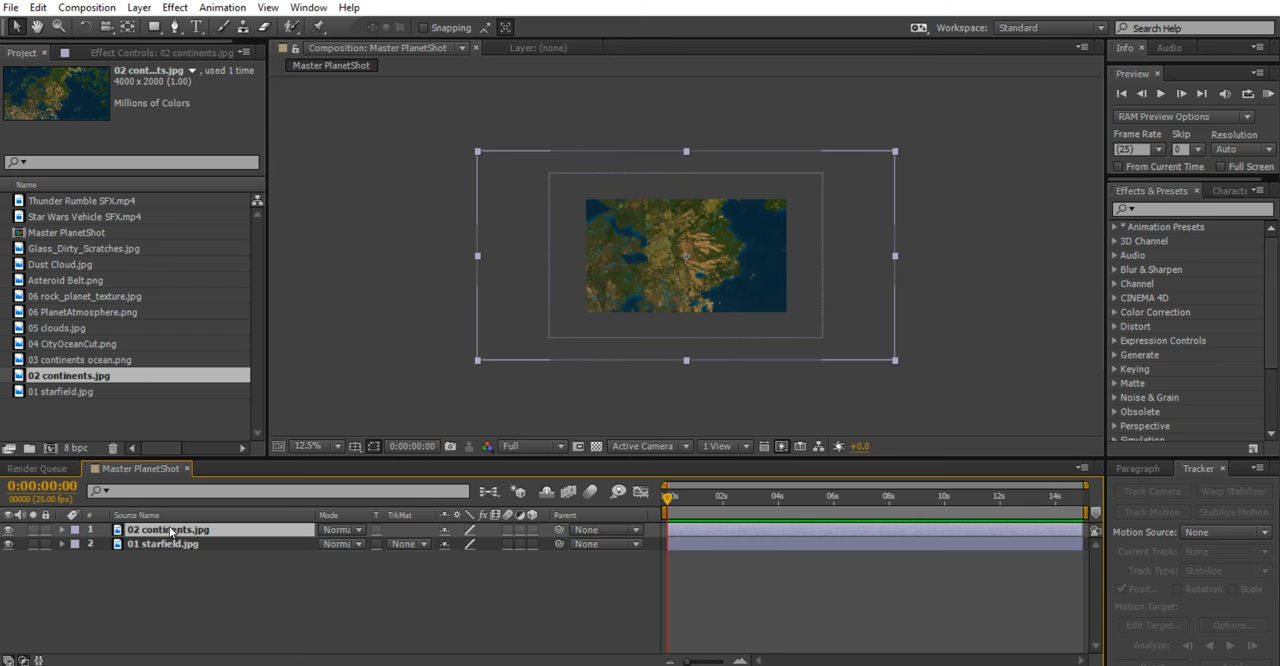 File Edit Composition Layer Effect Animation View Window Help
Snapping Workspace: Standard Search Help
Project Effect Controls: 02 continents.jpg Composition: Master PlanetShot Layer: (none) Info Audio
Master PlanetShot
02 cont...ts.jpg , used 1 time
4000 x 2000 (1.00)
Millions of Colors
Preview
RAM Preview Options
Frame Rate Skip Resolution
(25) 0 Auto
From Current Time Full Screen
Name
Thunder Rumble SFX.mp4
Star Wars Vehicle SFX.mp4
Master PlanetShot
Glass_Dirty_Scratches.jpg
Dust Cloud.jpg
Asteroid Belt.png
06 rock_planet_texture.jpg
06 PlanetAtmosphere.png
05 clouds.jpg
04 CityOceanCut.png
03 continents ocean.png
02 continents.jpg
01 starfield.jpg
8 bpc
Effects & Presets Charact
* Animation Presets
3D Channel
Audio
Blur & Sharpen
Channel
CINEMA 4D
Color Correction
Distort
Expression Controls
Generate
Keying
Matte
Noise & Grain
Obsolete
Perspective
Simulation
12.5% 0:00:00:00 Full Active Camera 1 View +0.0
Render Queue Master PlanetShot
0:00:00:00
00000 (25.00 fps)
02s 04s 06s 08s 10s 12s 14s
# Source Name Mode T TrkMat Parent
1 02 continents.jpg Norma None
2 01 starfield.jpg Norma None None
Paragraph Tracker
Track Camera Warp Stabilizer
Track Motion Stabilize Motion
Motion Source: None
Current Track: None
Track Type: Stabilize
Posit... Rotation Scale
Motion Target:
Edit Target... Options...
Analyze: